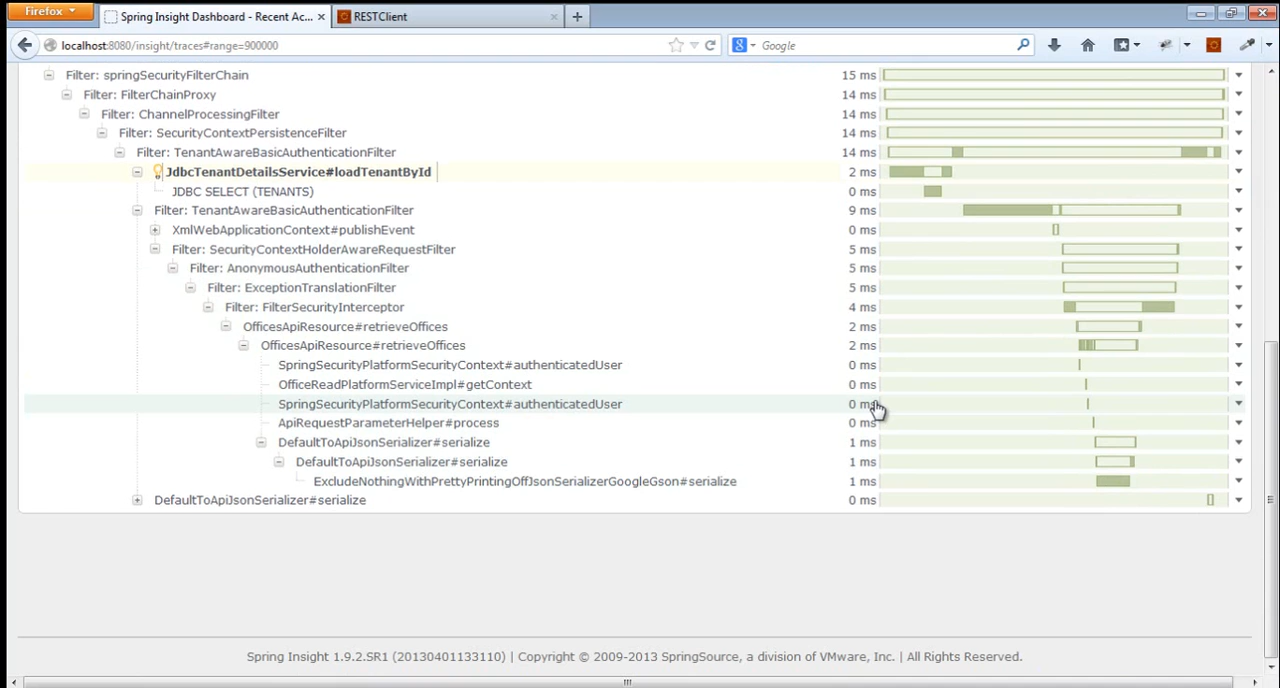 Firefox
Spring Insight Dashboard - Recent Ac...
RESTClient
localhost:8080/insight/traces#range=900000
Google
Filter: springSecurityFilterChain 15 ms
Filter: FilterChainProxy 14 ms
Filter: ChannelProcessingFilter 14 ms
Filter: SecurityContextPersistenceFilter 14 ms
Filter: TenantAwareBasicAuthenticationFilter 14 ms
JdbcTenantDetailsService#loadTenantById 2 ms
JDBC SELECT (TENANTS) 0 ms
Filter: TenantAwareBasicAuthenticationFilter 9 ms
XmlWebApplicationContext#publishEvent 0 ms
Filter: SecurityContextHolderAwareRequestFilter 5 ms
Filter: AnonymousAuthenticationFilter 5 ms
Filter: ExceptionTranslationFilter 5 ms
Filter: FilterSecurityInterceptor 4 ms
OfficesApiResource#retrieveOffices 2 ms
OfficesApiResource#retrieveOffices 2 ms
SpringSecurityPlatformSecurityContext#authenticatedUser 0 ms
OfficeReadPlatformServiceImpl#getContext 0 ms
SpringSecurityPlatformSecurityContext#authenticatedUser 0 ms
ApiRequestParameterHelper#process 0 ms
DefaultToApiJsonSerializer#serialize 1 ms
DefaultToApiJsonSerializer#serialize 1 ms
ExcludeNothingWithPrettyPrintingOffJsonSerializerGoogleGson#serialize 1 ms
DefaultToApiJsonSerializer#serialize 0 ms
Spring Insight 1.9.2.SR1 (20130401133110) | Copyright © 2009-2013 SpringSource, a division of VMware, Inc. | All Rights Reserved.